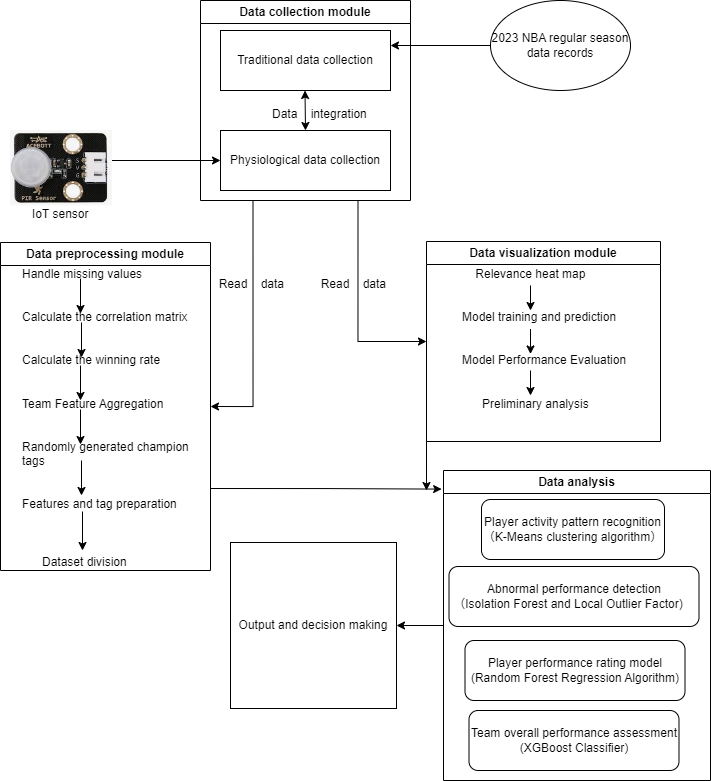 Data collection module
Traditional data collection
2023 NBA regular season
data records
Data integration
Physiological data collection
ACEBOTT
S
V
G
PIR Sensor
IoT sensor
Data preprocessing module
Handle missing values
Calculate the correlation matrix
Calculate the winning rate
Team Feature Aggregation
Randomly generated champion
tags
Features and tag preparation
Dataset division
Read data
Read data
Data visualization module
Relevance heat map
Model training and prediction
Model Performance Evaluation
Preliminary analysis
Data analysis
Player activity pattern recognition
(K-Means clustering algorithm)
Abnormal performance detection
(Isolation Forest and Local Outlier Factor)
Player performance rating model
(Random Forest Regression Algorithm)
Team overall performance assessment
(XGBoost Classifier)
Output and decision making